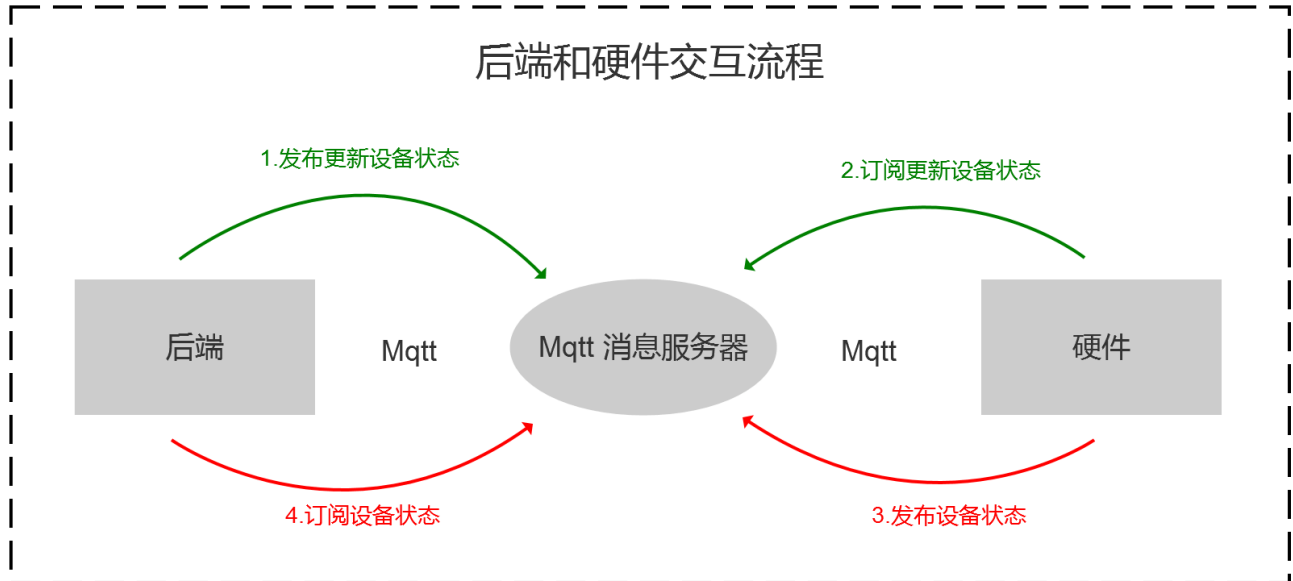 后端和硬件交互流程
1.发布更新设备状态
2.订阅更新设备状态
后端
Mqtt
Mqtt 消息服务器
Mqtt
硬件
4.订阅设备状态
3.发布设备状态